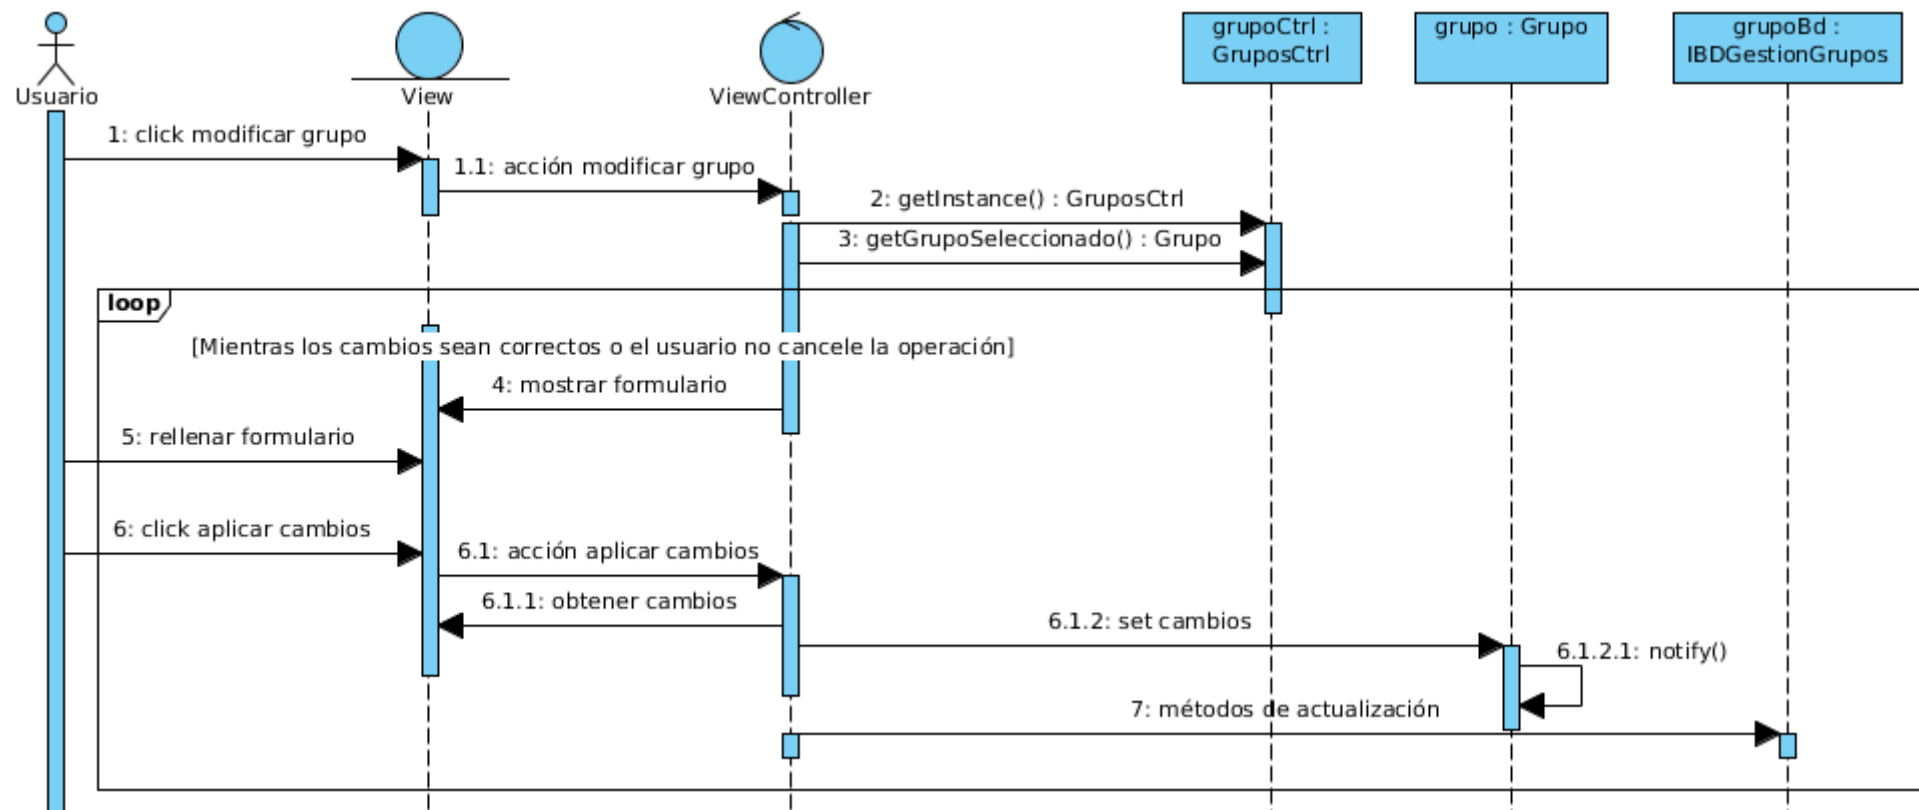 grupoCtrl :
GruposCtrl
grupo : Grupo
grupoBd :
IBDGestionGrupos
Usuario
View
ViewController
1: click modificar grupo
1.1: acción modificar grupo
2: getInstance() : GruposCtrl
3: getGrupoSeleccionado() : Grupo
loop
[Mientras los cambios sean correctos o el usuario no cancele la operación]
4: mostrar formulario
5: rellenar formulario
6: click aplicar cambios
6.1: acción aplicar cambios
6.1.1: obtener cambios
6.1.2: set cambios
6.1.2.1: notify()
7: métodos de actualización